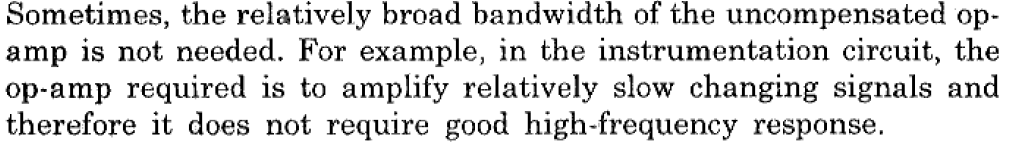 Sometimes, the relatively broad bandwidth of the uncompensated op-
amp is not needed. For example, in the instrumentation circuit, the
op-amp required is to amplify relatively slow changing signals and
therefore it does not require good high-frequency response.